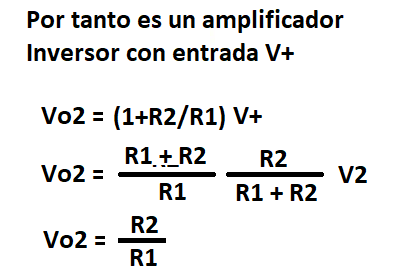 Por tanto es un amplificador
Inversor con entrada V+
Vo2 = (1+R2/R1) V+
Vo2 = R1 + R2 / R1 R2 / R1 + R2 V2
Vo2 = R2 / R1